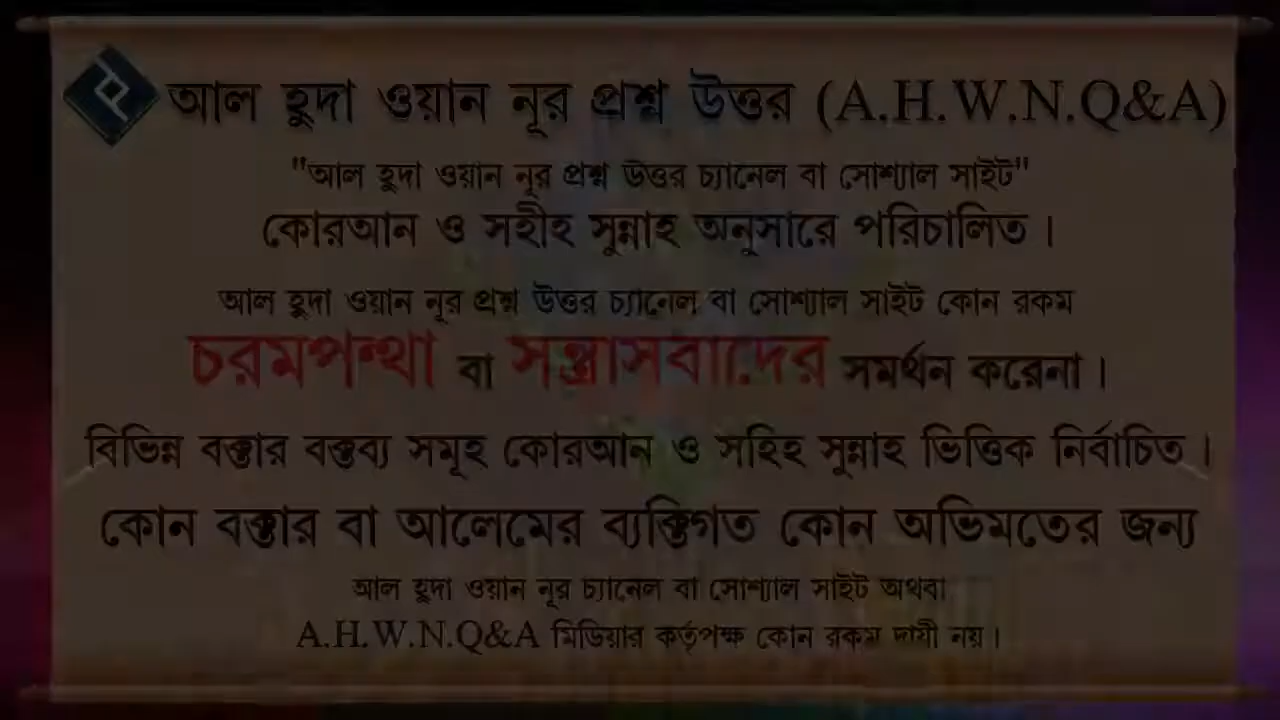 আল হুদা ওয়ান নূর প্রশ্ন উত্তর (A.H.W.N.Q&A)
"আল হুদা ওয়ান নূর প্রশ্ন উত্তর চ্যানেল বা সোশ্যাল সাইট"
কোরআন ও সহীহ সুন্নাহ অনুসারে পরিচালিত।
আল হুদা ওয়ান নূর প্রশ্ন উত্তর চ্যানেল বা সোশ্যাল সাইট কোন রকম
চরমপন্থা বা সন্ত্রাসবাদের সমর্থন করেনা।
বিভিন্ন বক্তার বক্তব্য সমূহ কোরআন ও সহিহ সুন্নাহ ভিত্তিক নির্বাচিত।
কোন বক্তার বা আলেমের ব্যক্তিগত কোন অভিমতের জন্য
আল হুদা ওয়ান নূর চ্যানেল বা সোশ্যাল সাইট অথবা
A.H.W.N.Q&A মিডিয়ার কর্তৃপক্ষ কোন রকম দায়ী নয়।